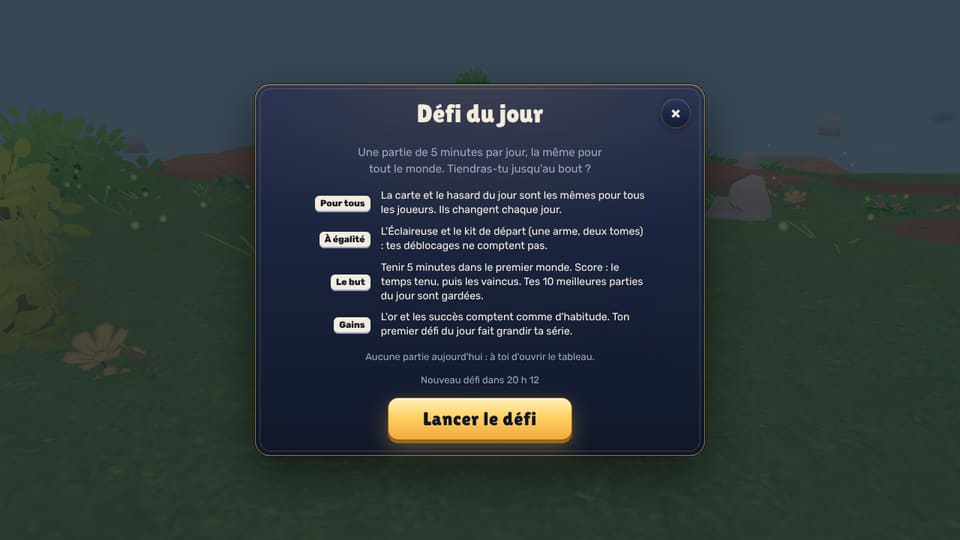 Défi du jour
×
Une partie de 5 minutes par jour, la même pour
tout le monde. Tiendras-tu jusqu'au bout ?
Pour tous
La carte et le hasard du jour sont les mêmes pour tous
les joueurs. Ils changent chaque jour.
À égalité
L'Éclaireuse et le kit de départ (une arme, deux tomes)
: tes déblocages ne comptent pas.
Le but
Tenir 5 minutes dans le premier monde. Score : le
temps tenu, puis les vaincus. Tes 10 meilleures parties
du jour sont gardées.
Gains
L'or et les succès comptent comme d'habitude. Ton
premier défi du jour fait grandir ta série.
Aucune partie aujourd'hui : à toi d'ouvrir le tableau.
Nouveau défi dans 20 h 12
Lancer le défi